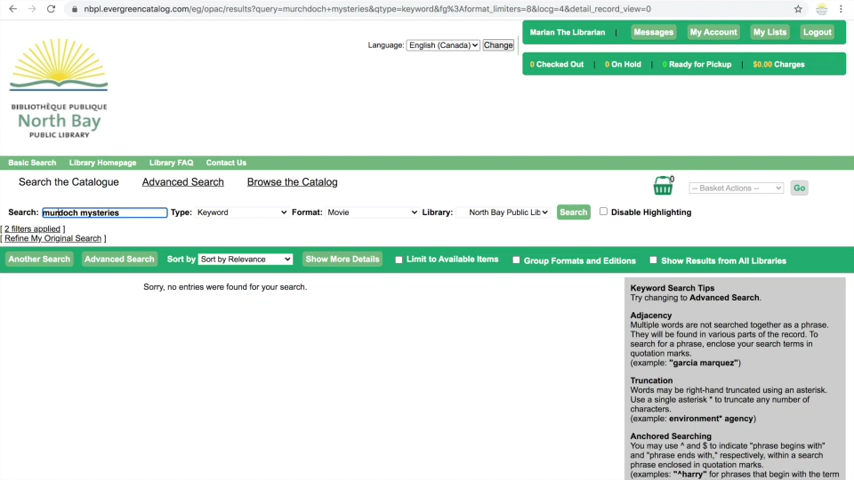 nbpl.evergreencatalog.com/eg/opac/results?query=murchdoch+mysteries&qtype=keyword&fg%3Aformat_limiters=8&locg=4&detail_record_view=0
Language: English (Canada) Change
Marian The Librarian | Messages My Account My Lists Logout
0 Checked Out | 0 On Hold | 0 Ready for Pickup | $0.00 Charges
BIBLIOTHÈQUE PUBLIQUE
North Bay
PUBLIC LIBRARY
Basic Search Library Homepage Library FAQ Contact Us
Search the Catalogue Advanced Search Browse the Catalog
0
-- Basket Actions -- Go
Search: murdoch mysteries Type: Keyword Format: Movie Library: North Bay Public Lib Search Disable Highlighting
[ 2 filters applied ]
[ Refine My Original Search ]
Another Search Advanced Search Sort by Sort by Relevance Show More Details Limit to Available Items Group Formats and Editions Show Results from All Libraries
Sorry, no entries were found for your search.
Keyword Search Tips
Try changing to Advanced Search.
Adjacency
Multiple words are not searched together as a phrase.
They will be found in various parts of the record. To
search for a phrase, enclose your search terms in
quotation marks.
(example: "garcia marquez")
Truncation
Words may be right-hand truncated using an asterisk.
Use a single asterisk * to truncate any number of
characters.
(example: environment* agency)
Anchored Searching
You may use ^ and $ to indicate "phrase begins with"
and "phrase ends with," respectively, within a search
phrase enclosed in quotation marks.
(examples: "^harry" for phrases that begin with the term